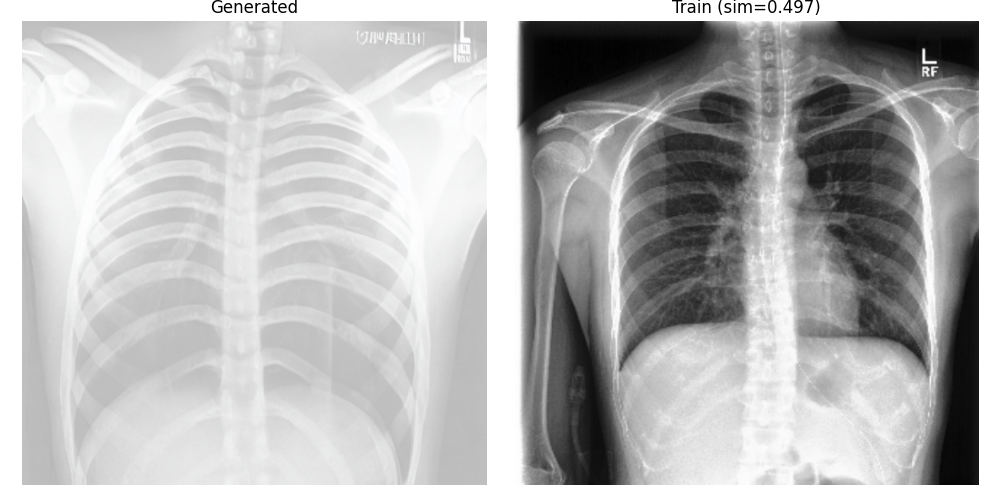 Generated
Train (sim=0.497)
L
L
RF